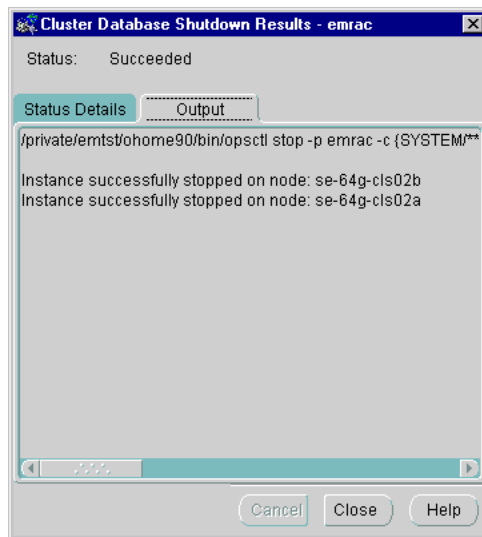 Cluster Database Shutdown Results - emrac
Status: Succeeded
Status Details Output
/private/emtst/ohome90/bin/opsctl stop -p emrac -c {SYSTEM/**
Instance successfully stopped on node: se-64g-cls02b
Instance successfully stopped on node: se-64g-cls02a
Cancel Close Help